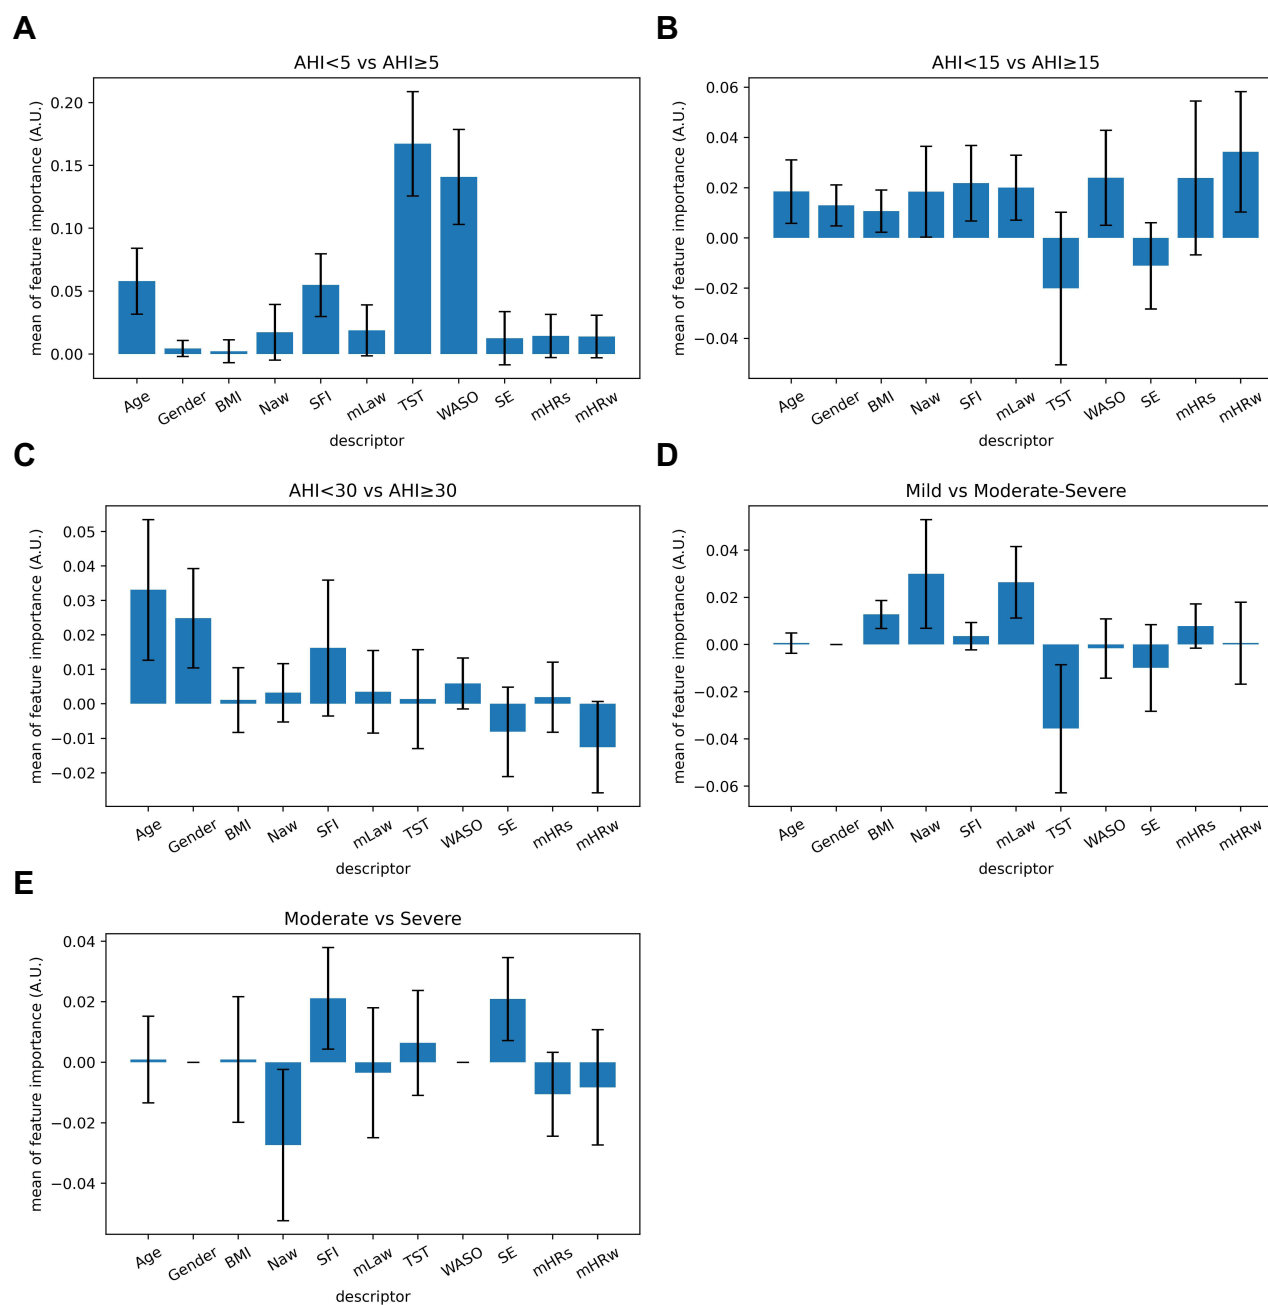 A
AHI<5 vs AHI≥5
mean of feature importance (A.U.)
0.20
0.15
0.10
0.05
0.00
Age Gender BMI Naw SFI mLaw TST WASO SE mHRs mHRw
descriptor
B
AHI<15 vs AHI≥15
mean of feature importance (A.U.)
0.06
0.04
0.02
0.00
−0.02
−0.04
Age Gender BMI Naw SFI mLaw TST WASO SE mHRs mHRw
descriptor
C
AHI<30 vs AHI≥30
mean of feature importance (A.U.)
0.05
0.04
0.03
0.02
0.01
0.00
−0.01
−0.02
Age Gender BMI Naw SFI mLaw TST WASO SE mHRs mHRw
descriptor
D
Mild vs Moderate-Severe
mean of feature importance (A.U.)
0.04
0.02
0.00
−0.02
−0.04
−0.06
Age Gender BMI Naw SFI mLaw TST WASO SE mHRs mHRw
descriptor
E
Moderate vs Severe
mean of feature importance (A.U.)
0.04
0.02
0.00
−0.02
−0.04
Age Gender BMI Naw SFI mLaw TST WASO SE mHRs mHRw
descriptor